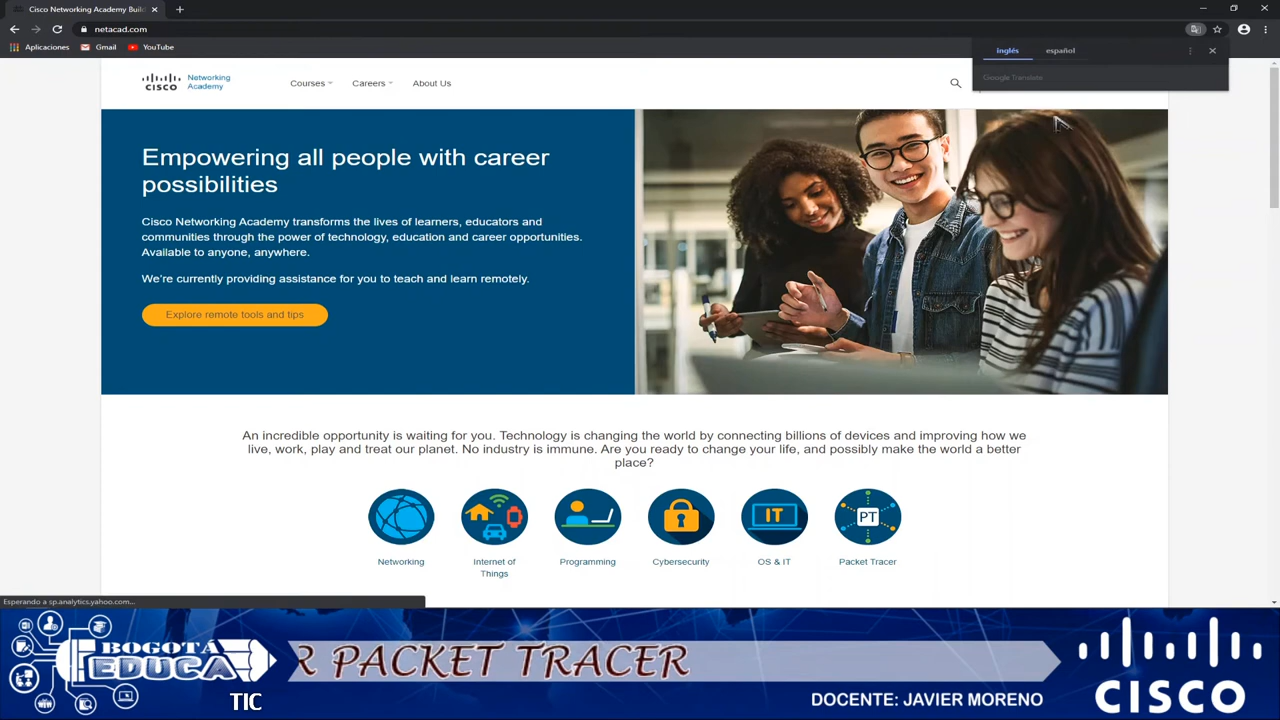 Cisco Networking Academy Buil
netacad.com
Aplicaciones
Gmail
YouTube
inglés
español
Google Translate
cisco
Networking
Academy
Courses
Careers
About Us
Empowering all people with career
possibilities
Cisco Networking Academy transforms the lives of learners, educators and
communities through the power of technology, education and career opportunities.
Available to anyone, anywhere.
We're currently providing assistance for you to teach and learn remotely.
Explore remote tools and tips
An incredible opportunity is waiting for you. Technology is changing the world by connecting billions of devices and improving how we
live, work, play and treat our planet. No industry is immune. Are you ready to change your life, and possibly make the world a better
place?
IT
PT
Networking
Internet of
Things
Programming
Cybersecurity
OS & IT
Packet Tracer
Esperando a sp.analytics.yahoo.com...
BOGOTÁ
EDUCA
TIC
R PACKET TRACER
DOCENTE: JAVIER MORENO
CISCO